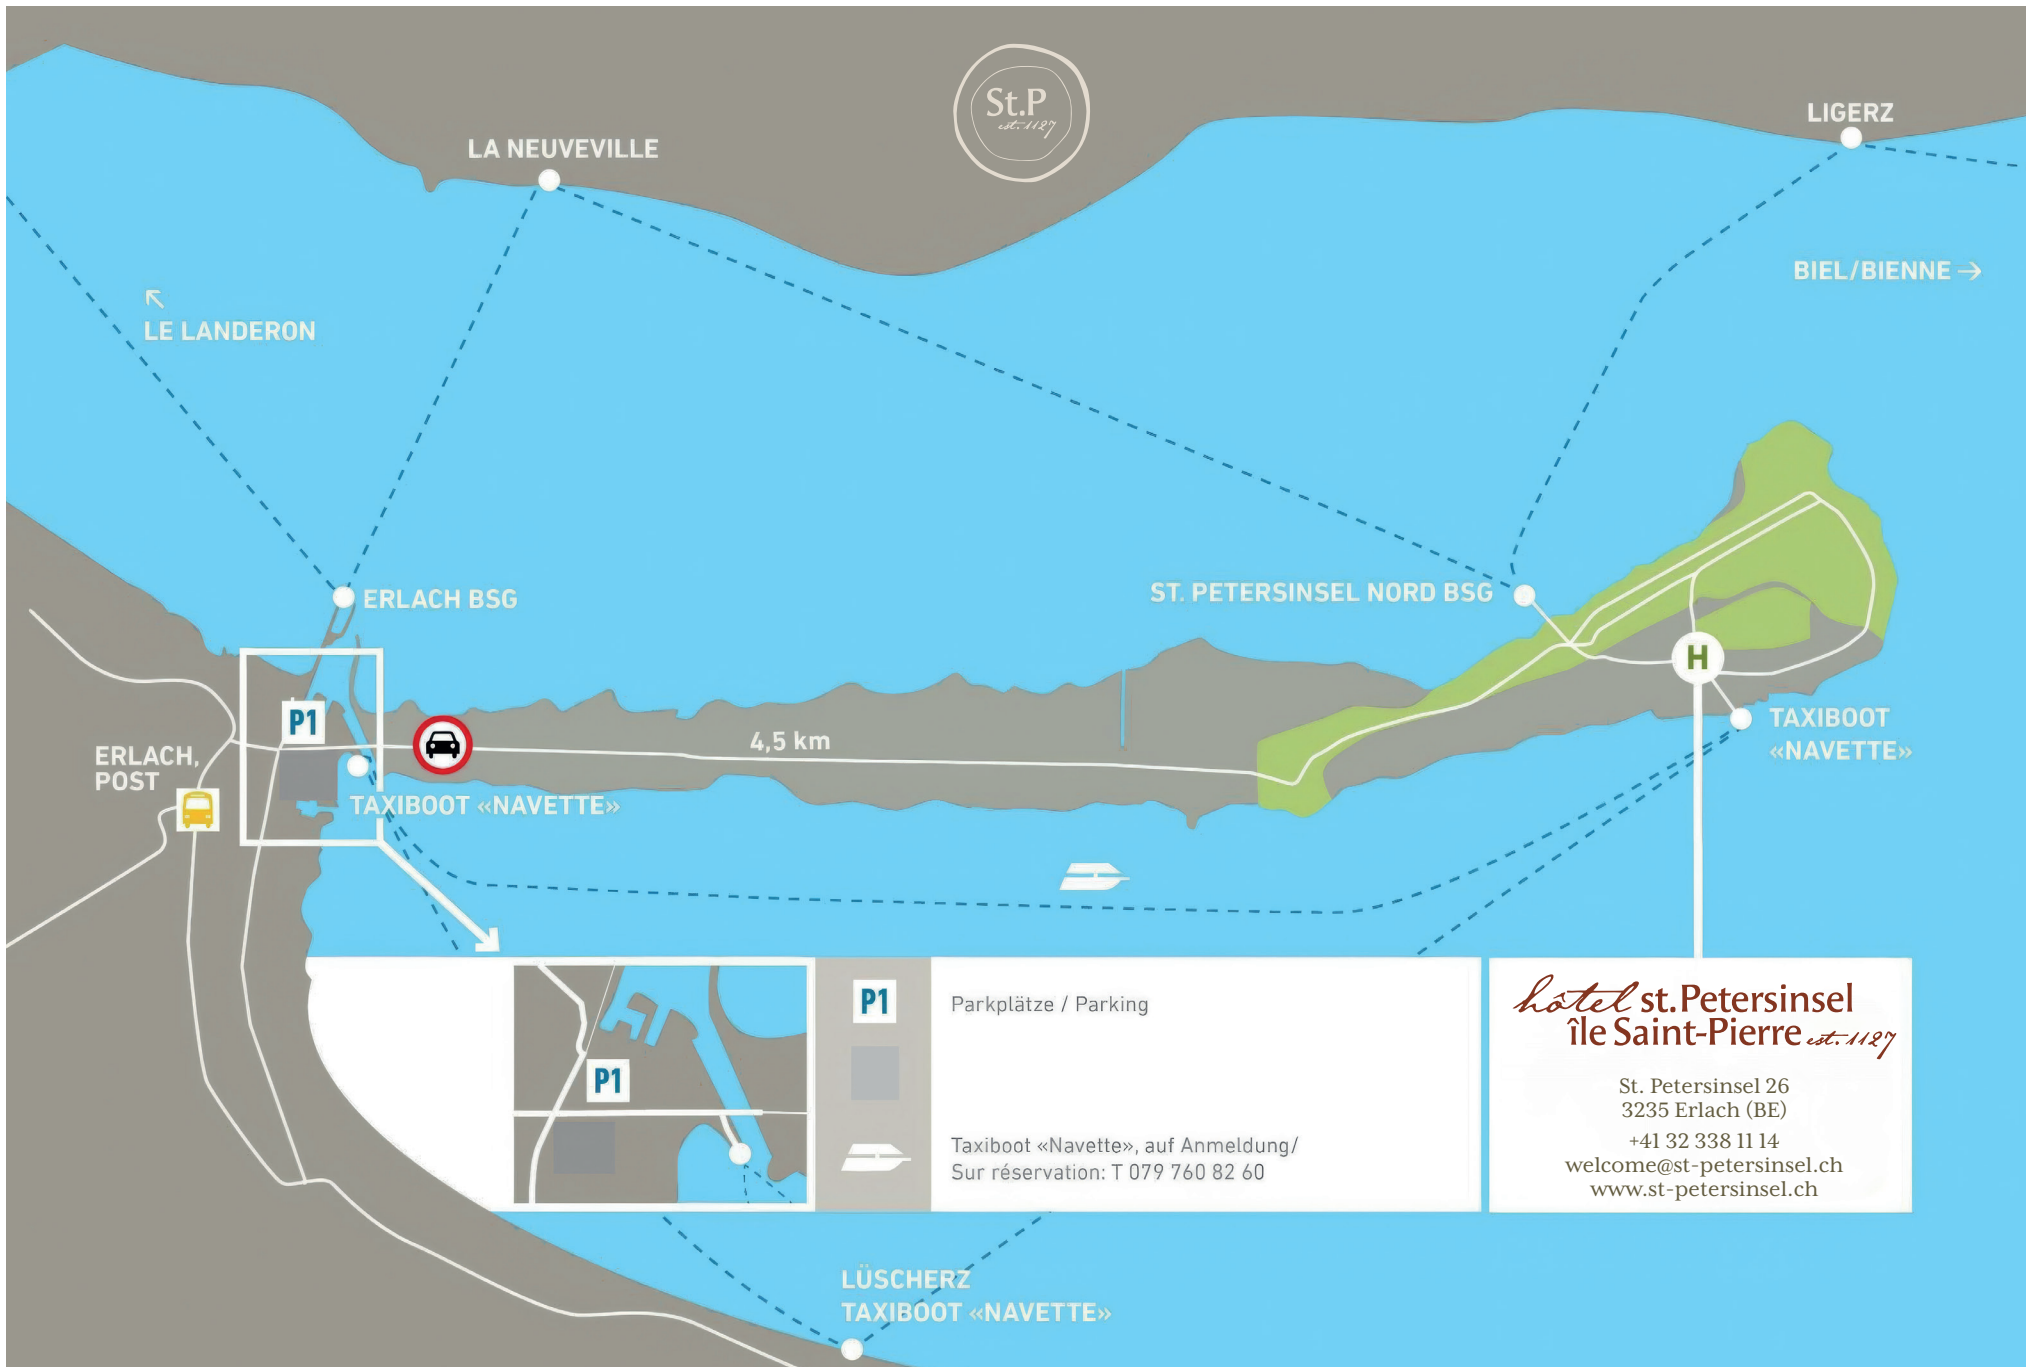 St.P
est. 1127
LIGERZ
LA NEUVEVILLE
BIEL/BIENNE →
LE LANDERON
ERLACH BSG
ST. PETERSINSEL NORD BSG
H
P1
4,5 km
TAXIBOOT
«NAVETTE»
ERLACH,
POST
TAXIBOOT «NAVETTE»
P1
Parkplätze / Parking
P1
Taxiboot «Navette», auf Anmeldung/
Sur réservation: T 079 760 82 60
hôtel st.Petersinsel
île Saint-Pierre est. 1127
St. Petersinsel 26
3235 Erlach (BE)
+41 32 338 11 14
welcome@st-petersinsel.ch
www.st-petersinsel.ch
LÜSCHERZ
TAXIBOOT «NAVETTE»